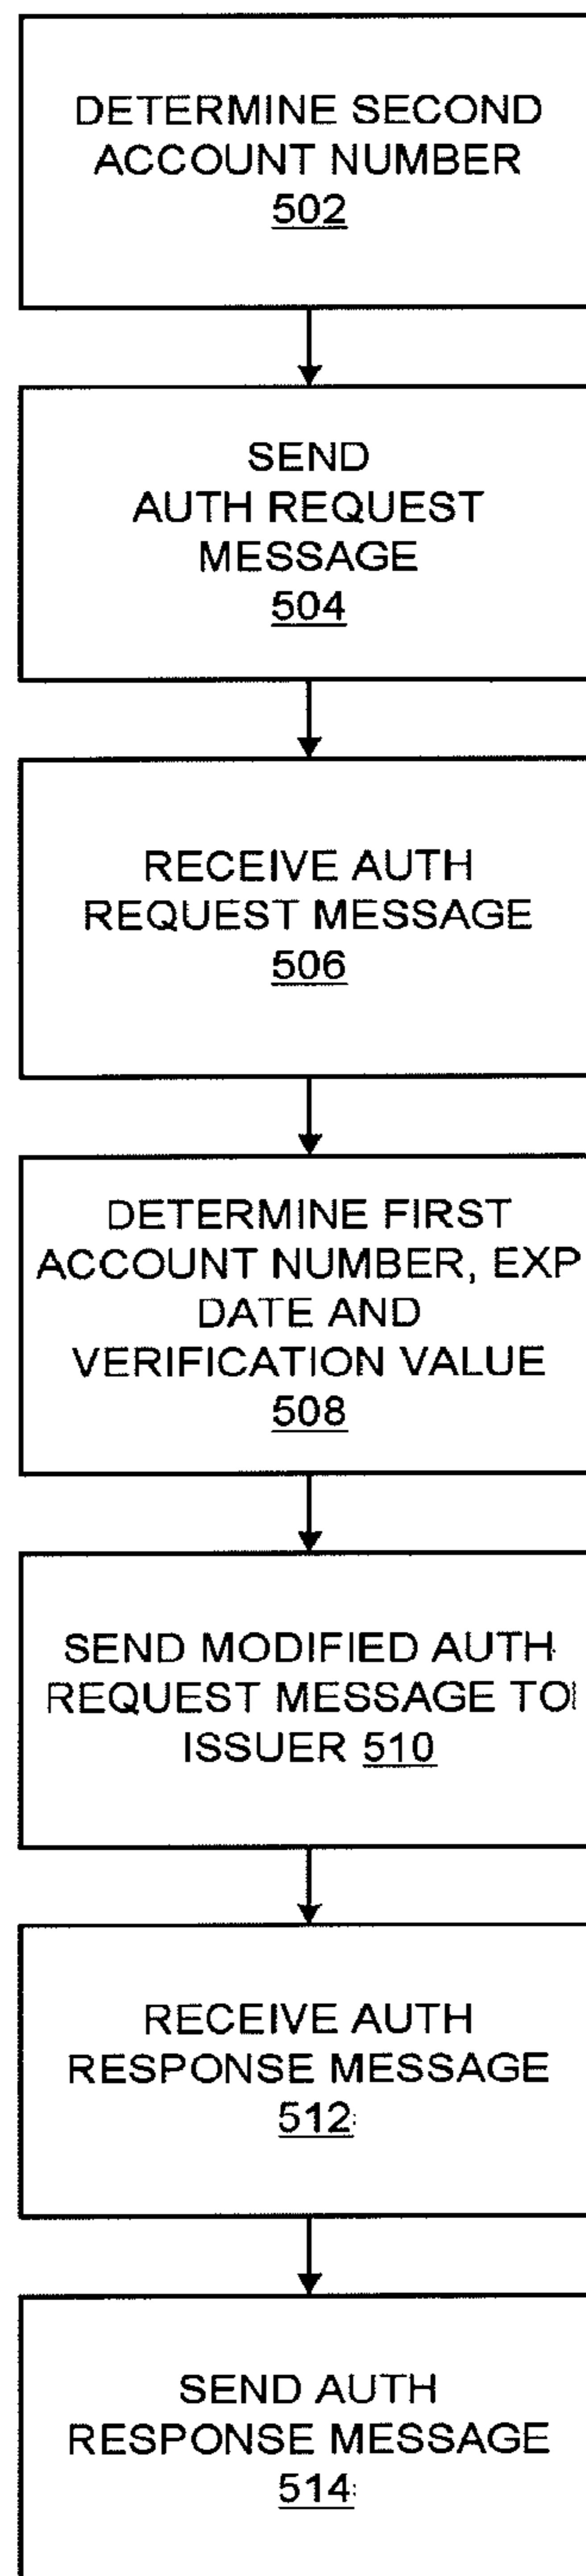 DETERMINE SECOND
ACCOUNT NUMBER
502
SEND
AUTH REQUEST
MESSAGE
504
RECEIVE AUTH
REQUEST MESSAGE
506
DETERMINE FIRST
ACCOUNT NUMBER, EXP
DATE AND
VERIFICATION VALUE
508
SEND MODIFIED AUTH
REQUEST MESSAGE TO
ISSUER 510
RECEIVE AUTH
RESPONSE MESSAGE
512
SEND AUTH
RESPONSE MESSAGE
514